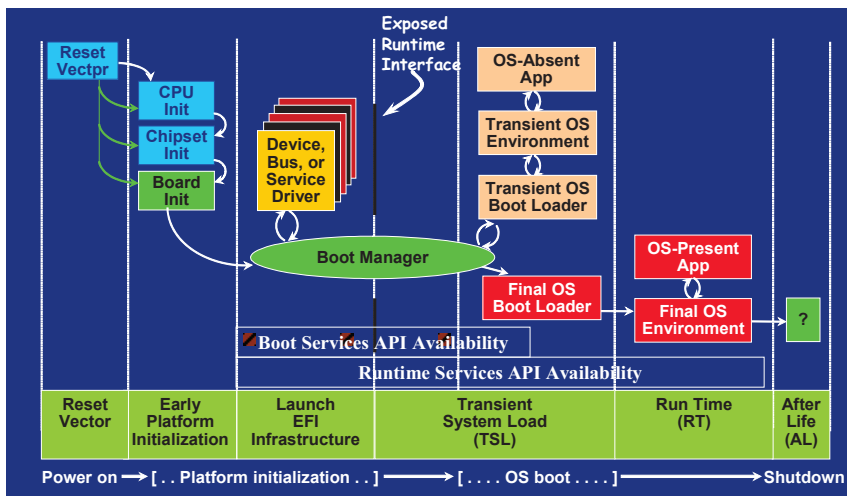 Exposed
Runtime
Interface
Reset
Vectpr
CPU
Init
Chipset Init
Board
Init
Device,
Bus, or
Service
Driver
OS-Absent
App
Transient OS
Environment
Transient OS
Boot Loader
Boot Manager
Final OS
Boot Loader
OS-Present
App
Final OS
Environment
?
Boot Services API Availability
Runtime Services API Availability
Reset
Vector
Early
Platform
Initialization
Launch
EFI
Infrastructure
Transient
System Load
(TSL)
Run Time
(RT)
After
Life
(AL)
Power on [ . . Platform initialization . . ] [ . . . . OS boot . . . . ] Shutdown